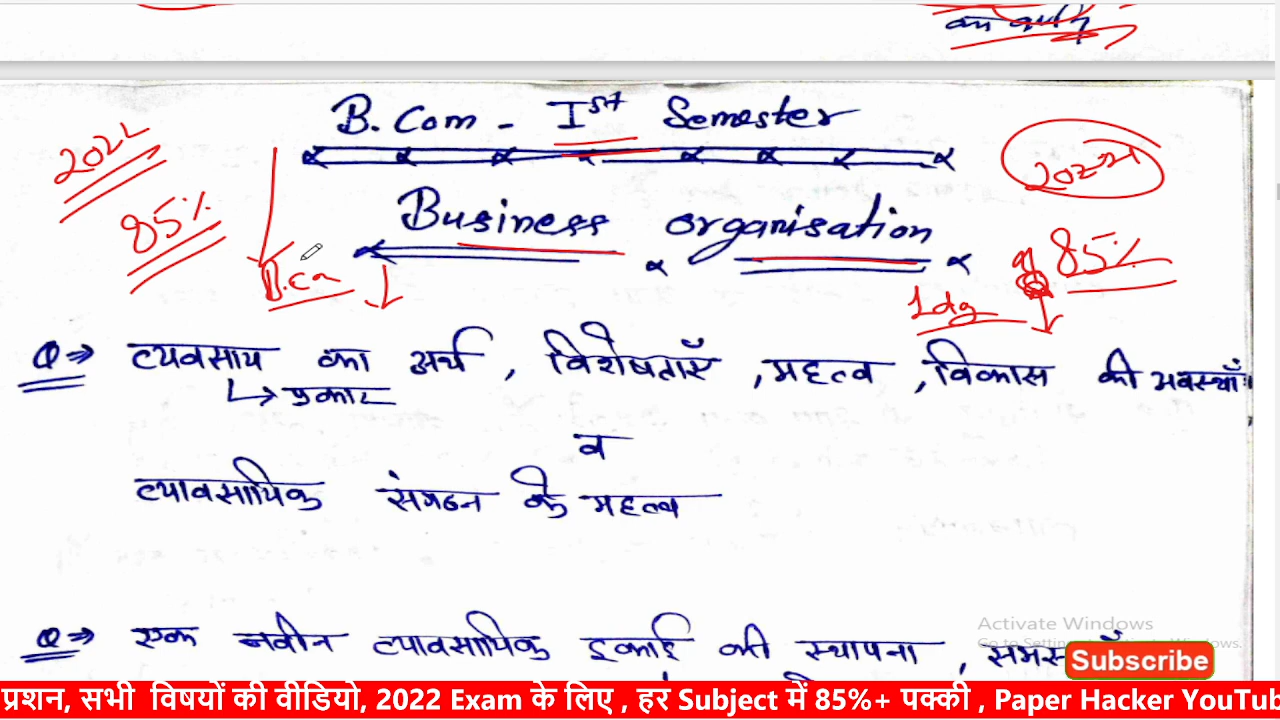 B.Com - Ist Semester
2022
2022-21
85%
Business organisation
85%
B.Ca
Q⇒ व्यवसाय का अर्थ, विशेषताएँ, महत्व, विकास की अवस्थाएँ
↳ प्रकार
व
व्यावसायिक संगठन के महत्व
Activate Windows
Q⇒ एक नवीन व्यावसायिक इकाई की स्थापना,
Subscribe
प्रशन, सभी विषयों की वीडियो, 2022 Exam के लिए , हर Subject में 85%+ पक्की , Paper Hacker YouTub